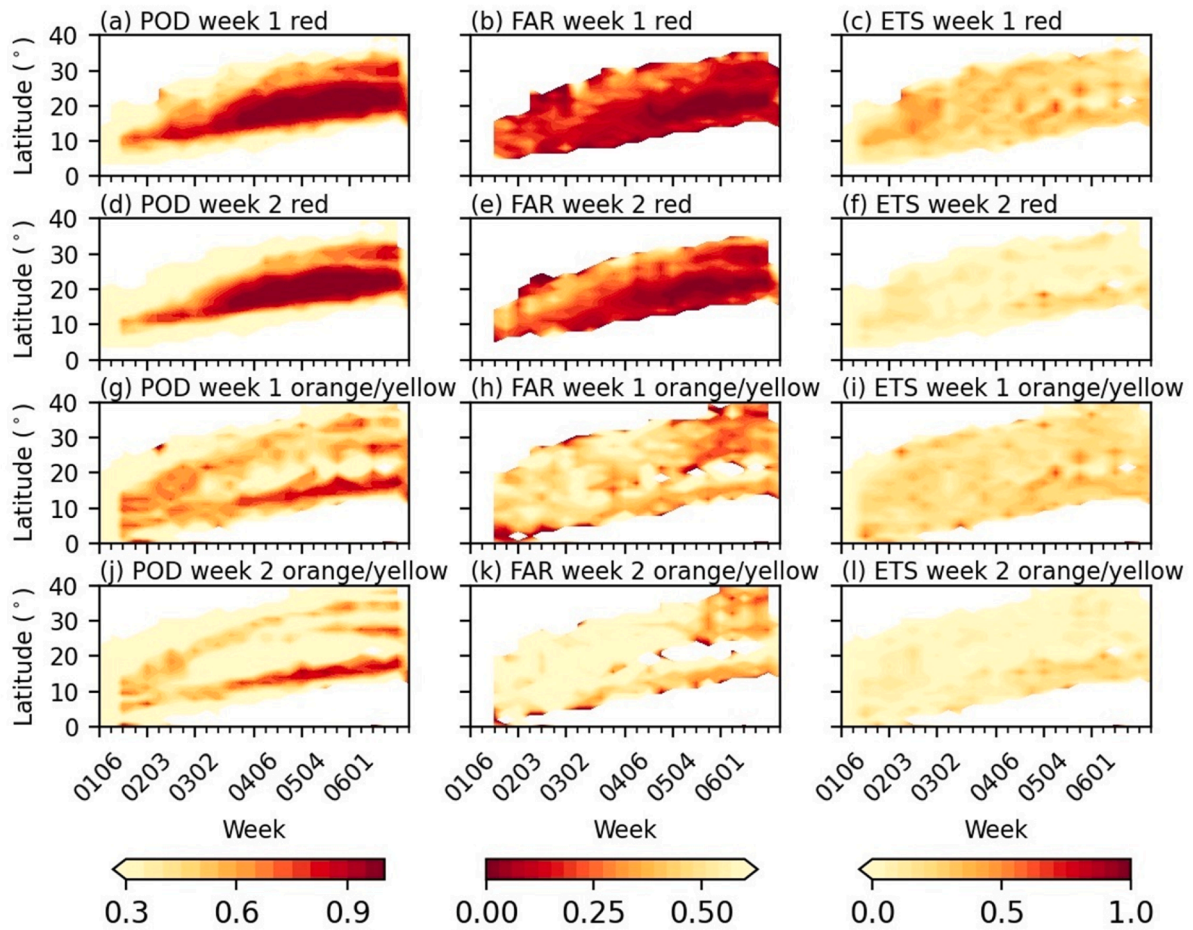 (a) POD week 1 red (b) FAR week 1 red (c) ETS week 1 red
40
30
20
10
0
Latitude (°)
(d) POD week 2 red (e) FAR week 2 red (f) ETS week 2 red
40
30
20
10
0
Latitude (°)
(g) POD week 1 orange/yellow (h) FAR week 1 orange/yellow (i) ETS week 1 orange/yellow
40
30
20
10
0
Latitude (°)
(j) POD week 2 orange/yellow (k) FAR week 2 orange/yellow (l) ETS week 2 orange/yellow
40
30
20
10
0
Latitude (°)
0106 0203 0302 0406 0504 0601 0106 0203 0302 0406 0504 0601 0106 0203 0302 0406 0504 0601
Week Week Week
0.3 0.6 0.9 0.00 0.25 0.50 0.0 0.5 1.0